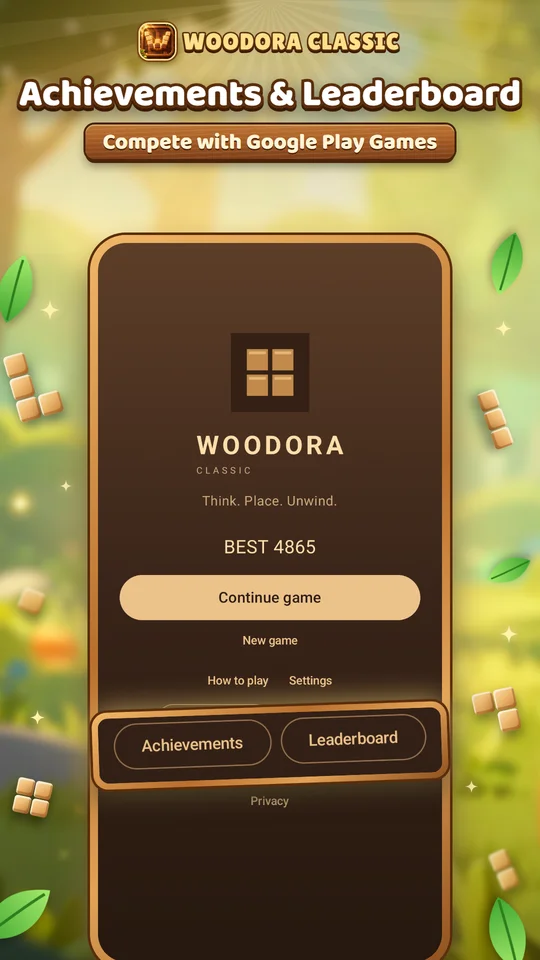 WOODORA CLASSIC
Achievements & Leaderboard
Compete with Google Play Games
WOODORA
CLASSIC
Think. Place. Unwind.
BEST 4865
Continue game
New game
How to play Settings
Achievements Leaderboard
Privacy